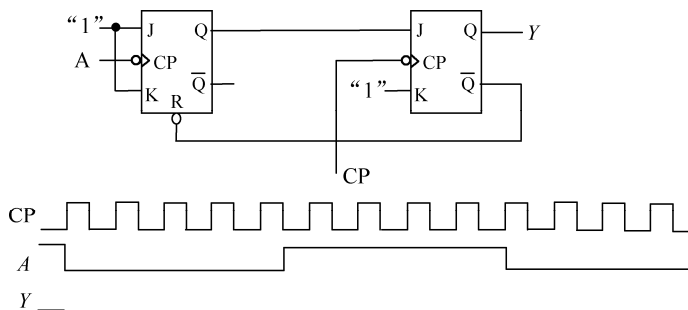 “1” J Q J Q Y
A CP CP
Q̅ “1” Q̅
K R K
CP
CP
A
Y